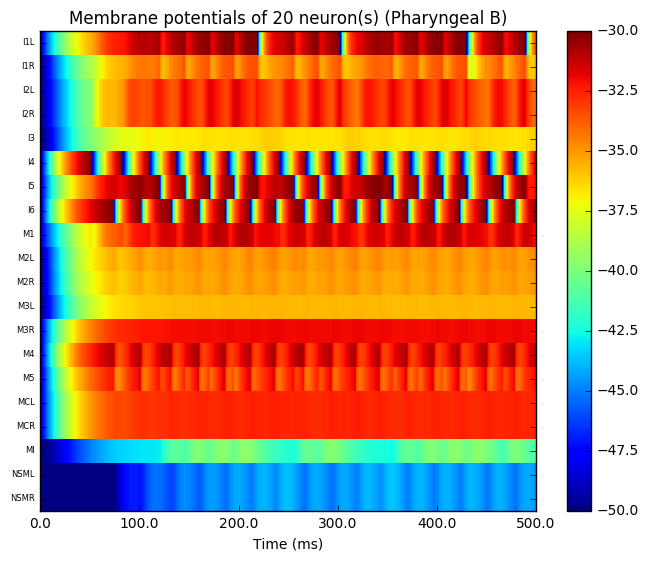 Membrane potentials of 20 neuron(s) (Pharyngeal B)
I1L
I1R
I2L
I2R
I3
I4
I5
I6
M1
M2L
M2R
M3L
M3R
M4
M5
MCL
MCR
MI
NSML
NSMR
0.0 100.0 200.0 300.0 400.0 500.0
Time (ms)
−30.0
−32.5
−35.0
−37.5
−40.0
−42.5
−45.0
−47.5
−50.0